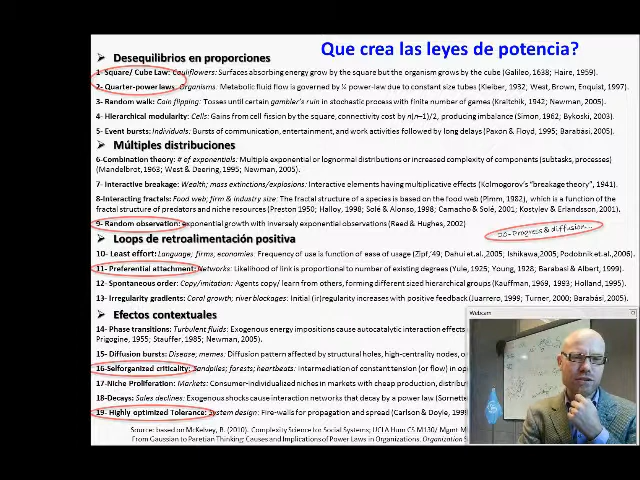 Que crea las leyes de potencia?
Desequilibrios en proporciones
1- Square/ Cube Law: Cauliflowers: Surfaces absorbing energy grow by the square but the organism grows by the cube (Galileo, 1638; Haire, 1959).
2- Quarter-power laws. Organisms: Metabolic fluid flow is governed by ¼ power-law due to constant size tubes (Kleiber, 1932; West, Brown, Enquist, 1997).
3- Random walk: Coin flipping: Tosses until certain gambler's ruin in stochastic process with finite number of games (Kraitchik, 1942; Newman, 2005).
4- Hierarchical modularity: Cells: Gains from cell fission by the square, connectivity cost by n(n–1)/2, producing imbalance (Simon, 1962; Bykoski, 2003).
5- Event bursts: Individuals: Bursts of communication, entertainment, and work activities followed by long delays (Paxon & Floyd, 1995; Barabási, 2005).
Múltiples distribuciones
6-Combination theory: # of exponentials: Multiple exponential or lognormal distributions or increased complexity of components (subtasks, processes)
(Mandelbrot, 1963; West & Deering, 1995; Newman, 2005).
7- Interactive breakage: Wealth; mass extinctions/explosions: Interactive elements having multiplicative effects (Kolmogorov's "breakage theory", 1941).
8-Interacting fractals: Food web; firm & industry size: The fractal structure of a species is based on the food web (Pimm, 1982), which is a function of the
fractal structure of predators and niche resources (Preston 1950; Halloy, 1998; Solé & Alonso, 1998; Camacho & Solé, 2001; Kostylev & Erlandsson, 2001).
9- Random observation: exponential growth with inversely exponential observations (Reed & Hughes, 2002)
20-Progress & diffusion...
Loops de retroalimentación positiva
10- Least effort: Language; firms, economies: Frequency of use is function of ease of usage (Zipf,'49; Dahui et al., 2005; Ishikawa, 2005; Podobnik et al., 2006).
11- Preferential attachment: Networks: Likelihood of link is proportional to number of existing degrees (Yule, 1925; Young, 1928; Barabasi & Albert, 1999).
12- Spontaneous order: Copy/imitation: Agents copy/ learn from others, forming different sized hierarchical groups (Kauffman, 1969, 1993; Holland, 1995).
13- Irregularity gradients: Coral growth; river blockages: Initial (ir)regularity increases with positive feedback (Juarrero, 1999; Turner, 2000; Barabási, 2005).
Efectos contextuales
14- Phase transitions: Turbulent fluids: Exogenous energy impositions cause autocatalytic interaction effects
Prigogine, 1955; Stauffer, 1985; Newman, 2005).
15- Diffusion bursts: Disease, memes: Diffusion pattern affected by structural holes, high-centrality nodes, o
16-Selforganized criticality: Sandpiles; forests; heartbeats: Intermediation of constant tension (or flow) in op
17-Niche Proliferation: Markets: Consumer-individualized niches in markets with cheap production, distribut
18-Decays: Sales declines: Exogenous shocks cause interaction networks that decay by a power law (Sornette
19- Highly optimized Tolerance: System design: Fire-walls for propagation and spread (Carlson & Doyle, 1999
Source: based on McKelvey, B. (2010). Complexity Science for Social Systems; UCLA Hum CS M130/ Mgmt M
From Gaussian to Paretian Thinking: Causes and Implications of Power Laws in Organizations. Organization S
Webcam